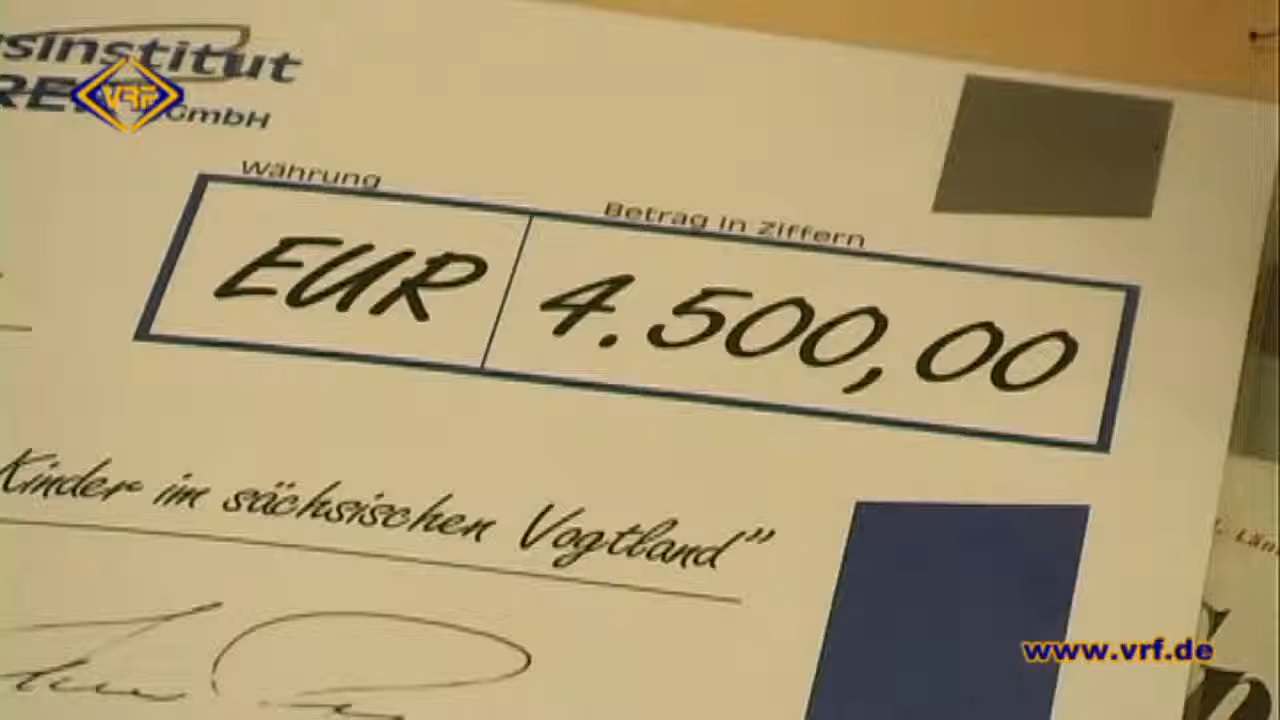 sinstitut
VRF
GmbH
Währung
Betrag in Ziffern
EUR 4.500,00
Kinder im sächsischen Vogtland"
www.vrf.de